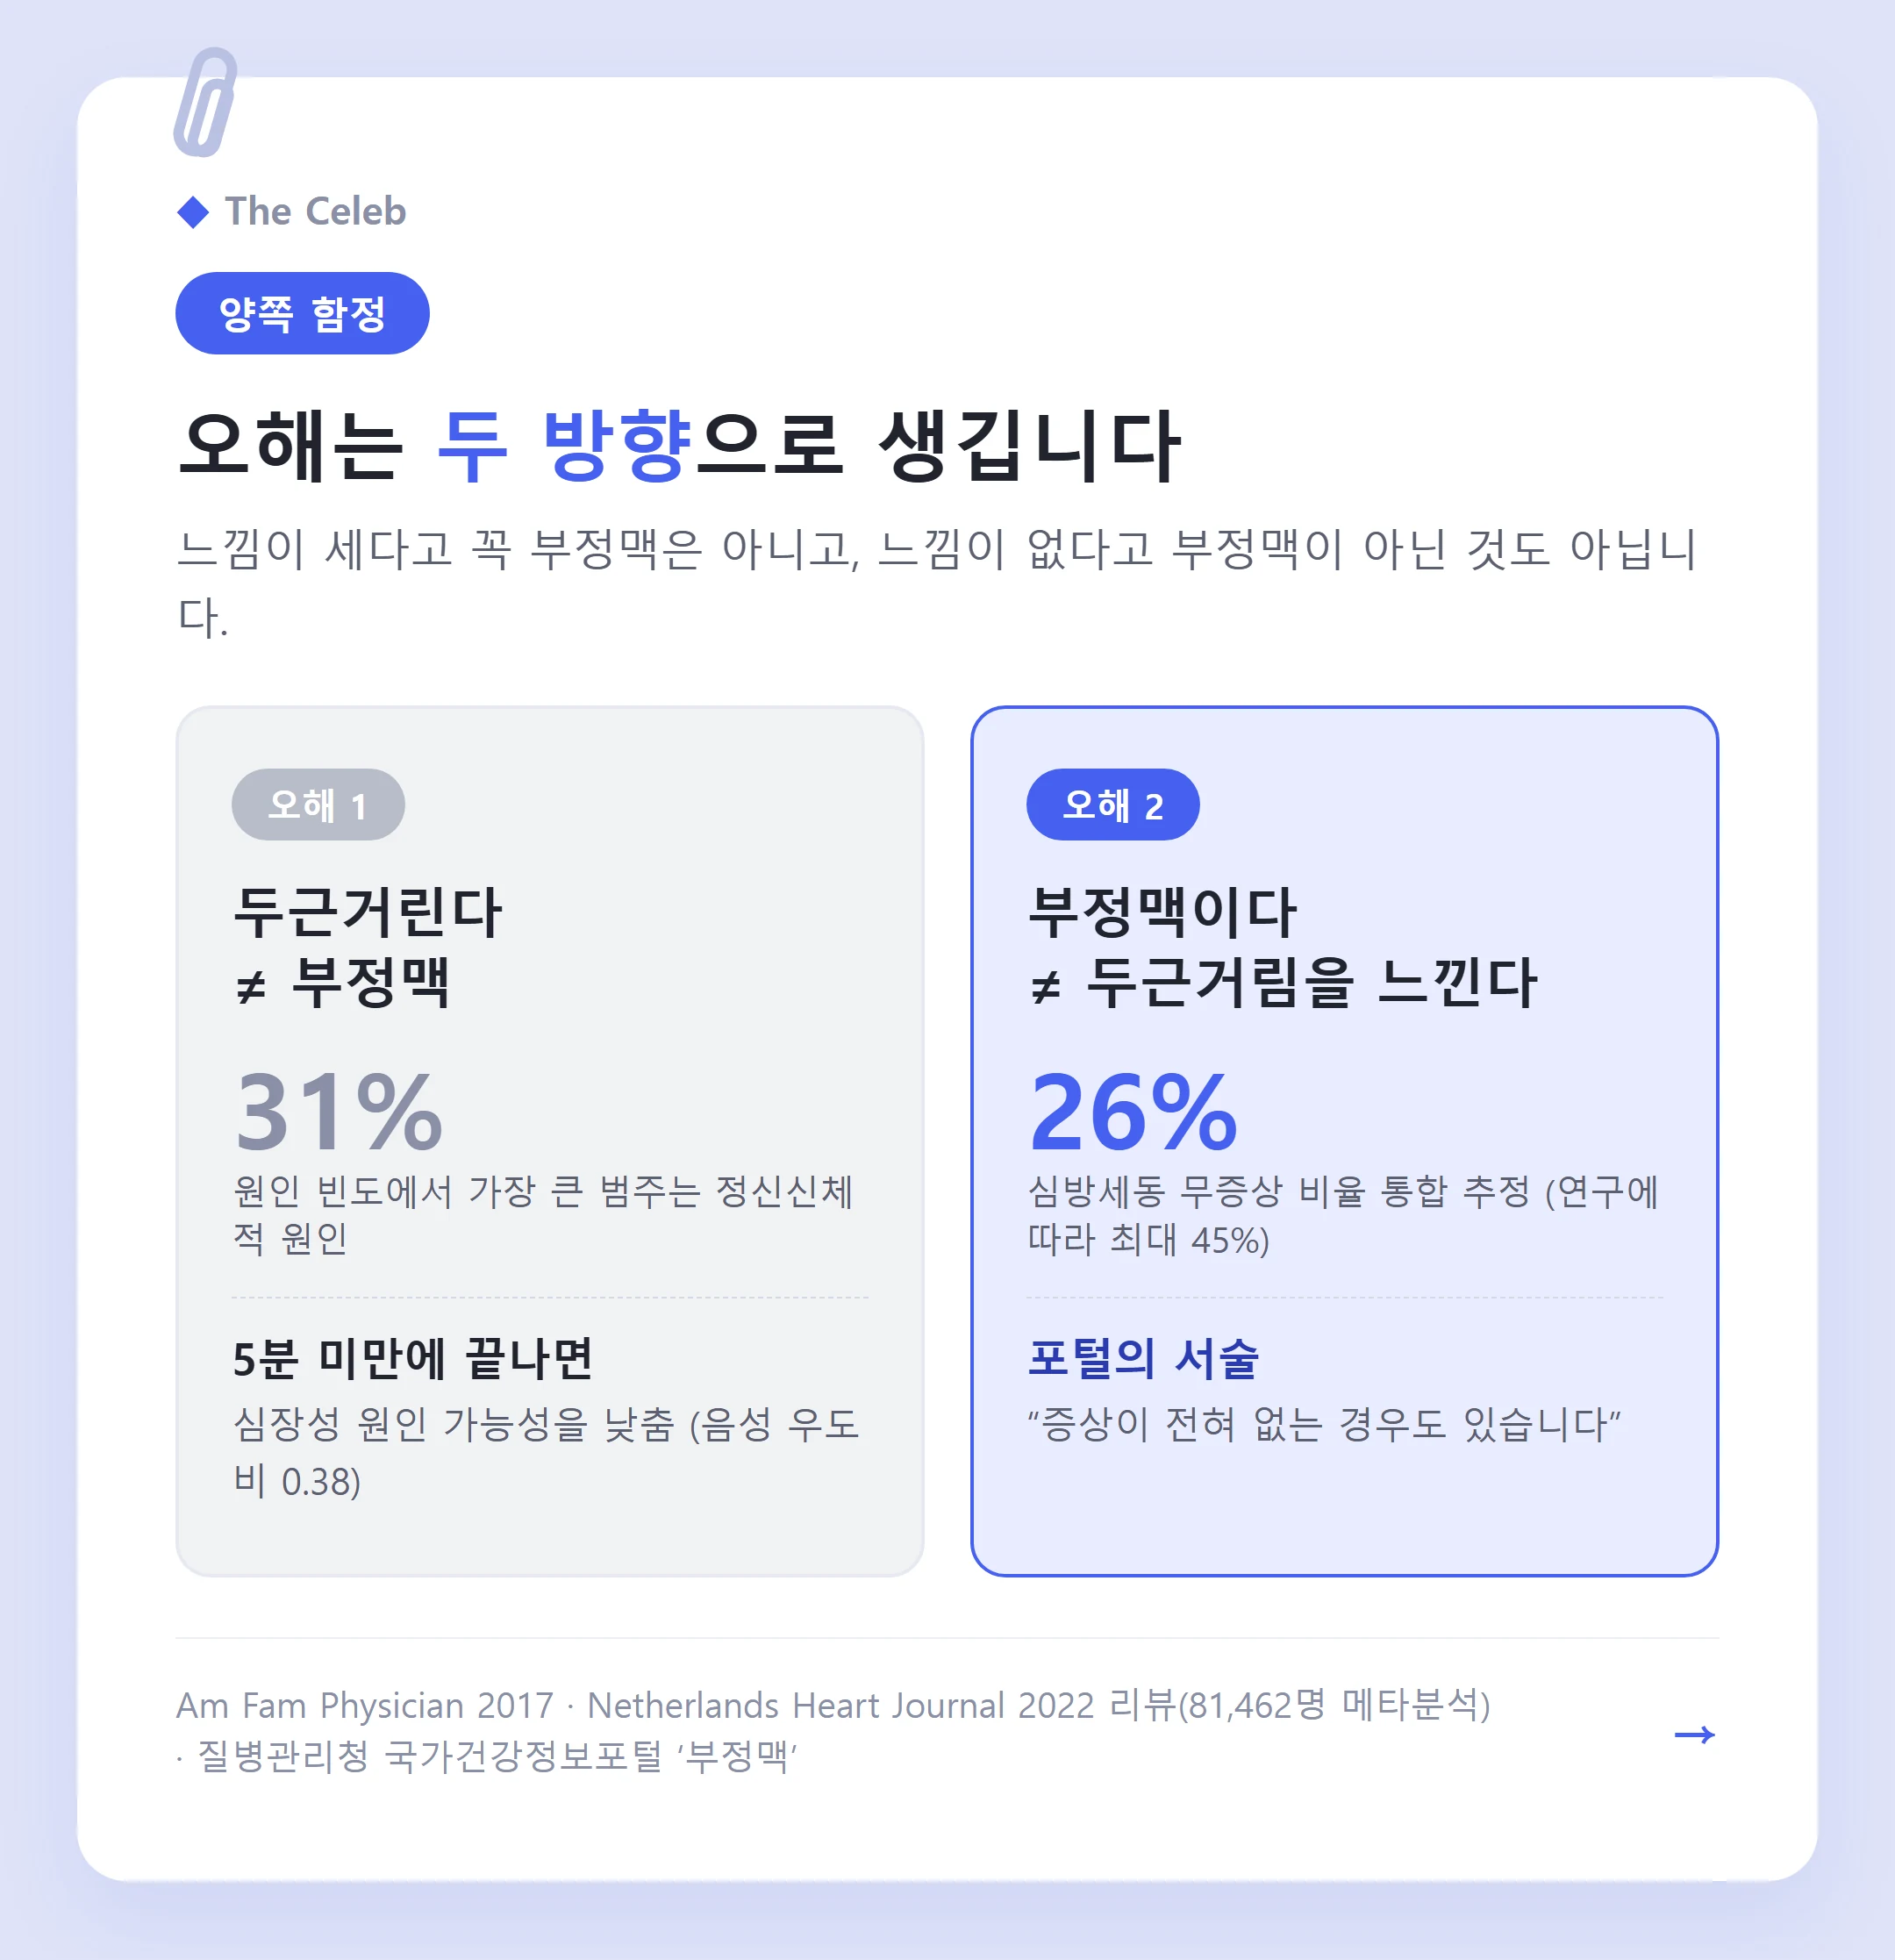 The Celeb
양쪽 함정
오해는 두 방향으로 생깁니다
느낌이 세다고 꼭 부정맥은 아니고, 느낌이 없다고 부정맥이 아닌 것도 아닙니
다.
오해 1
두근거린다
≠ 부정맥
31%
원인 빈도에서 가장 큰 범주는 정신신체
적 원인
5분 미만에 끝나면
심장성 원인 가능성을 낮춤 (음성 우도
비 0.38)
오해 2
부정맥이다
≠ 두근거림을 느낀다
26%
심방세동 무증상 비율 통합 추정 (연구에
따라 최대 45%)
포털의 서술
“증상이 전혀 없는 경우도 있습니다”
Am Fam Physician 2017 · Netherlands Heart Journal 2022 리뷰(81,462명 메타분석)
· 질병관리청 국가건강정보포털 ‘부정맥’
→